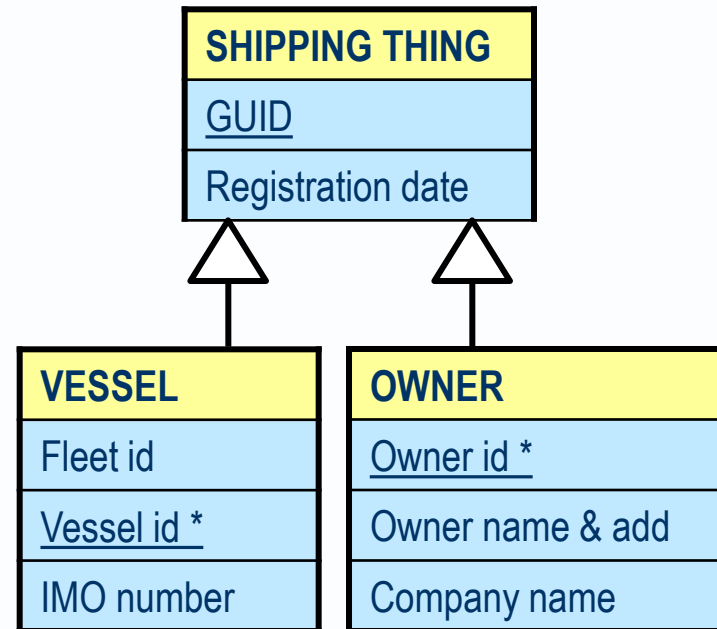 SHIPPING THING
GUID
Registration date
VESSEL
Fleet id
Vessel id *
IMO number
OWNER
Owner id *
Owner name & add
Company name